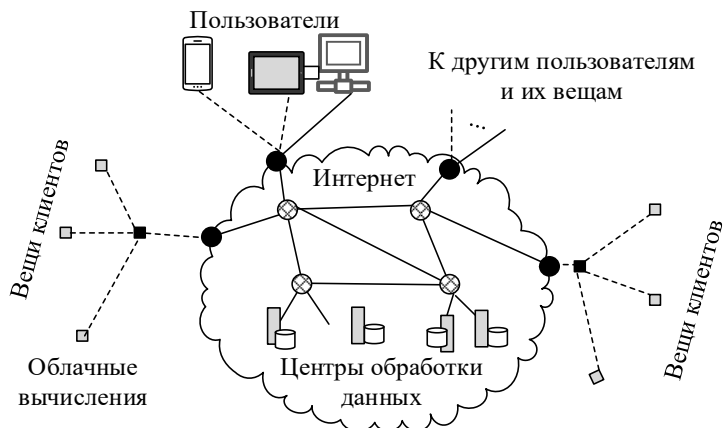 Пользователи
К другим пользователям
и их вещам
...
Интернет
Вещи клиентов
Вещи клиентов
Облачные
вычисления
Центры обработки
данных